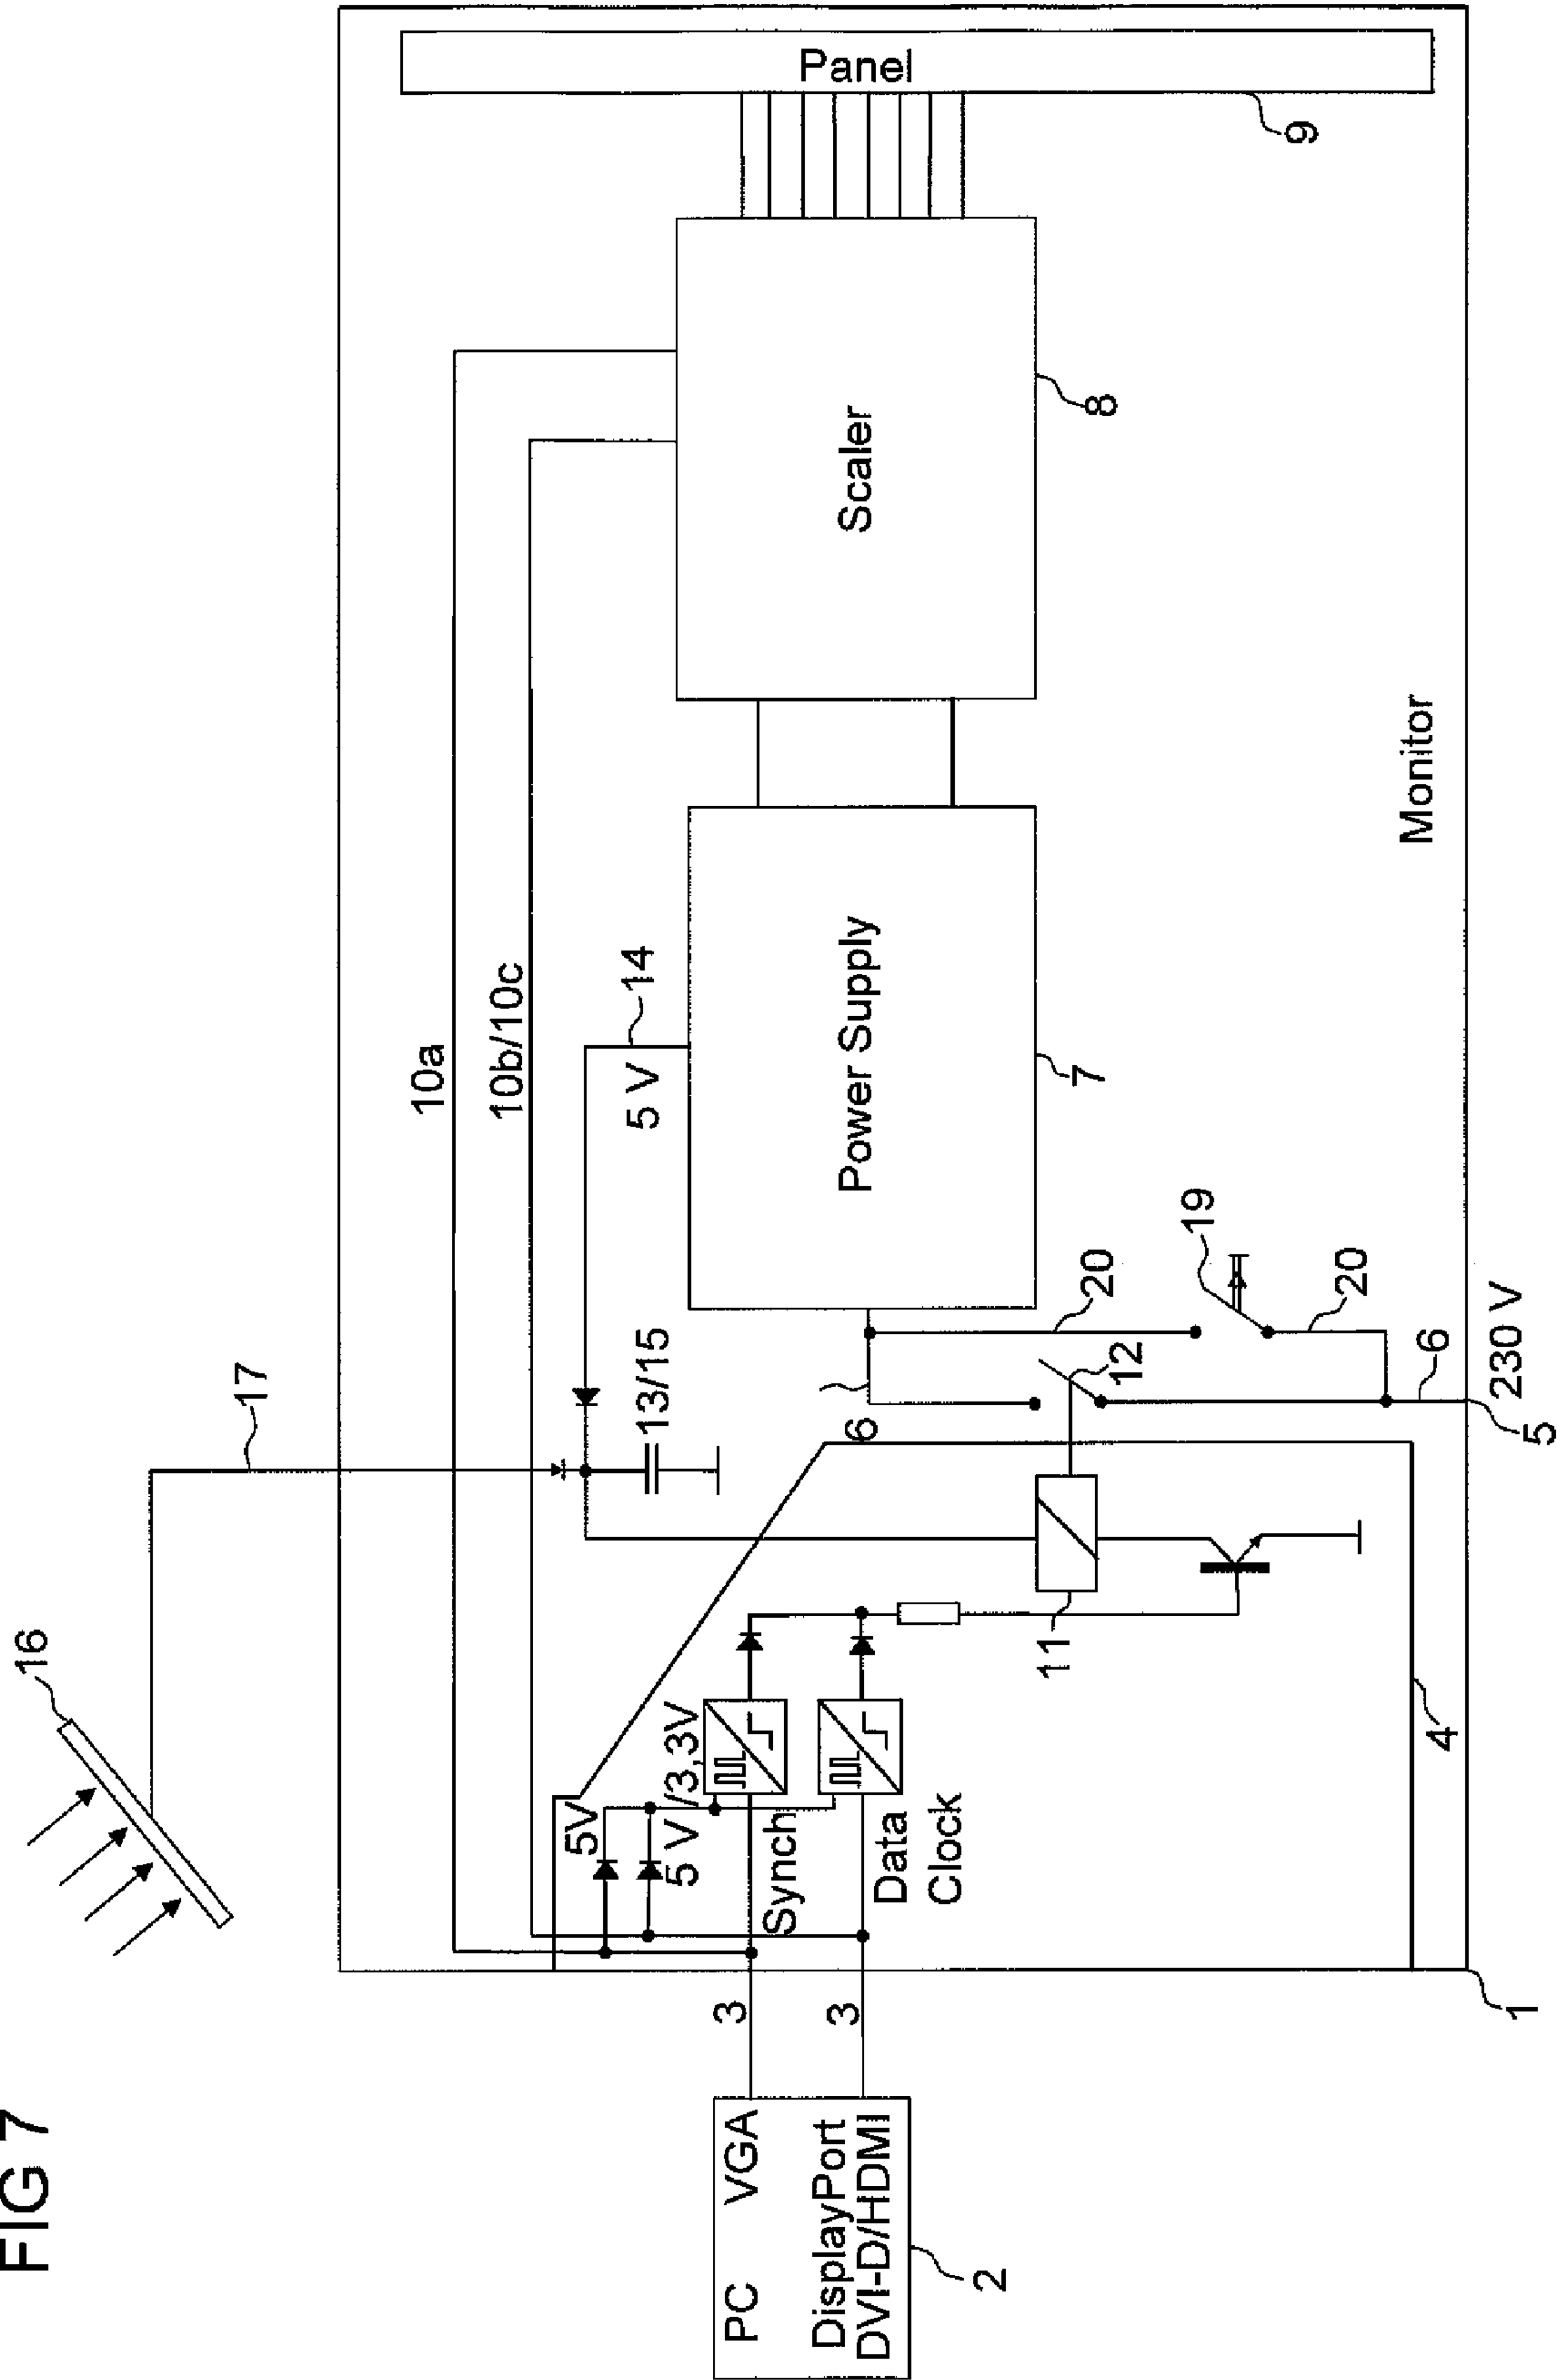 FIG 7
16
17
10a
10b/10c
14
5 V
13/15
Panel
9
Scaler
8
Power Supply
7
Monitor
PC VGA
DisplayPort
DVI-D/HDMI
2
3
3
5V
5 V /3,3V
Synch
Data
Clock
11
6
12
20
19
20
6
230 V
5
4
1